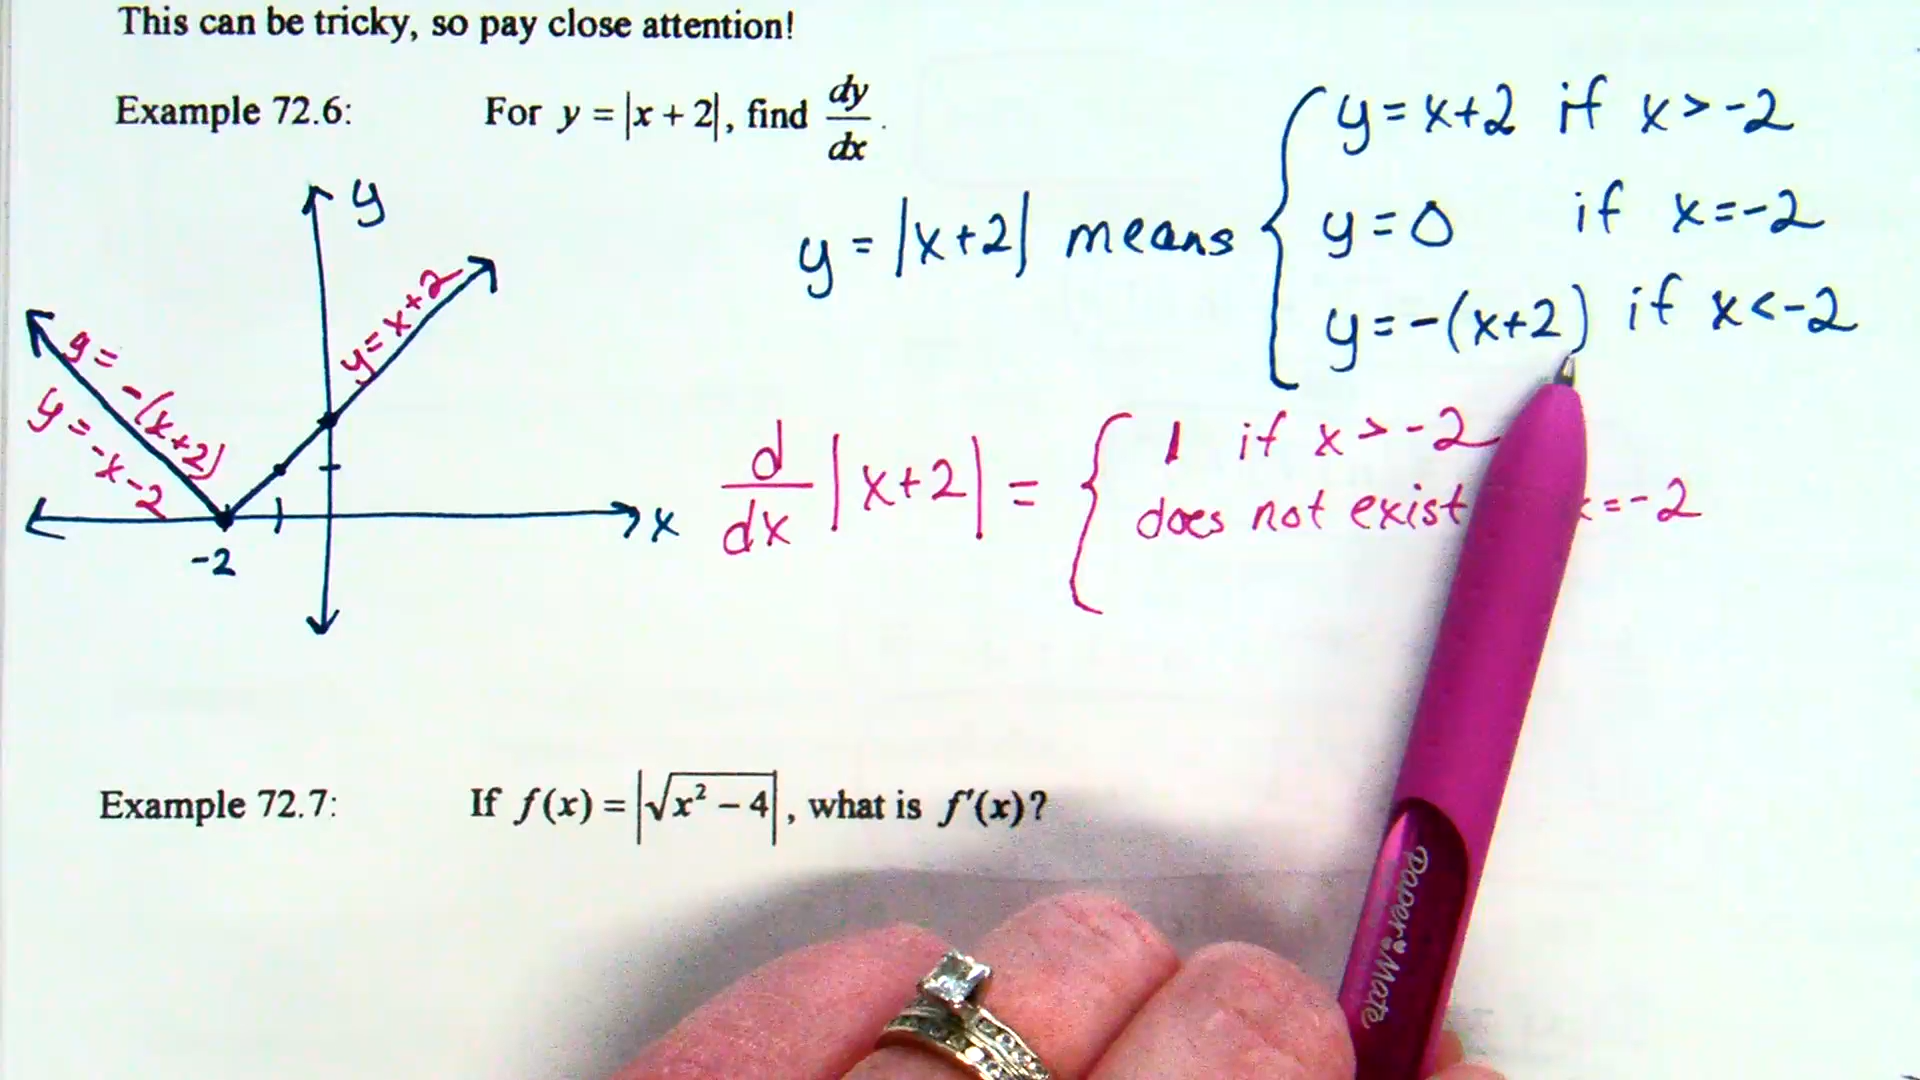 This can be tricky, so pay close attention!
Example 72.6: For y = |x + 2|, find dy/dx.
y = |x+2| means
y = x+2 if x > -2
y = 0 if x = -2
y = -(x+2) if x < -2
y
y = x+2
y = -(x+2)
y = -x-2
-2
x
d/dx |x+2| =
1 if x > -2
does not exist x = -2
Example 72.7: If f(x) = |√(x² − 4)|, what is f′(x)?
Paper Mate